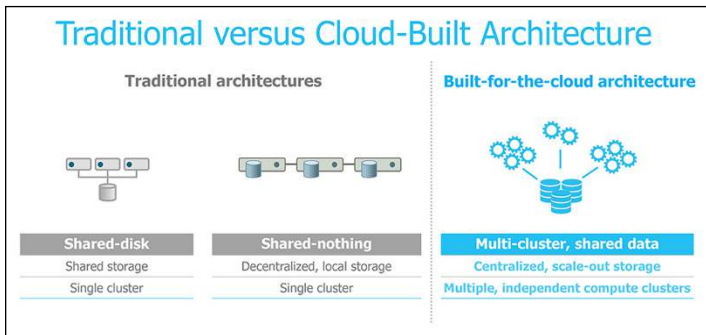 Traditional versus Cloud-Built Architecture
Traditional architectures
Built-for-the-cloud architecture
Shared-disk
Shared storage
Single cluster
Shared-nothing
Decentralized, local storage
Single cluster
Multi-cluster, shared data
Centralized, scale-out storage
Multiple, independent compute clusters